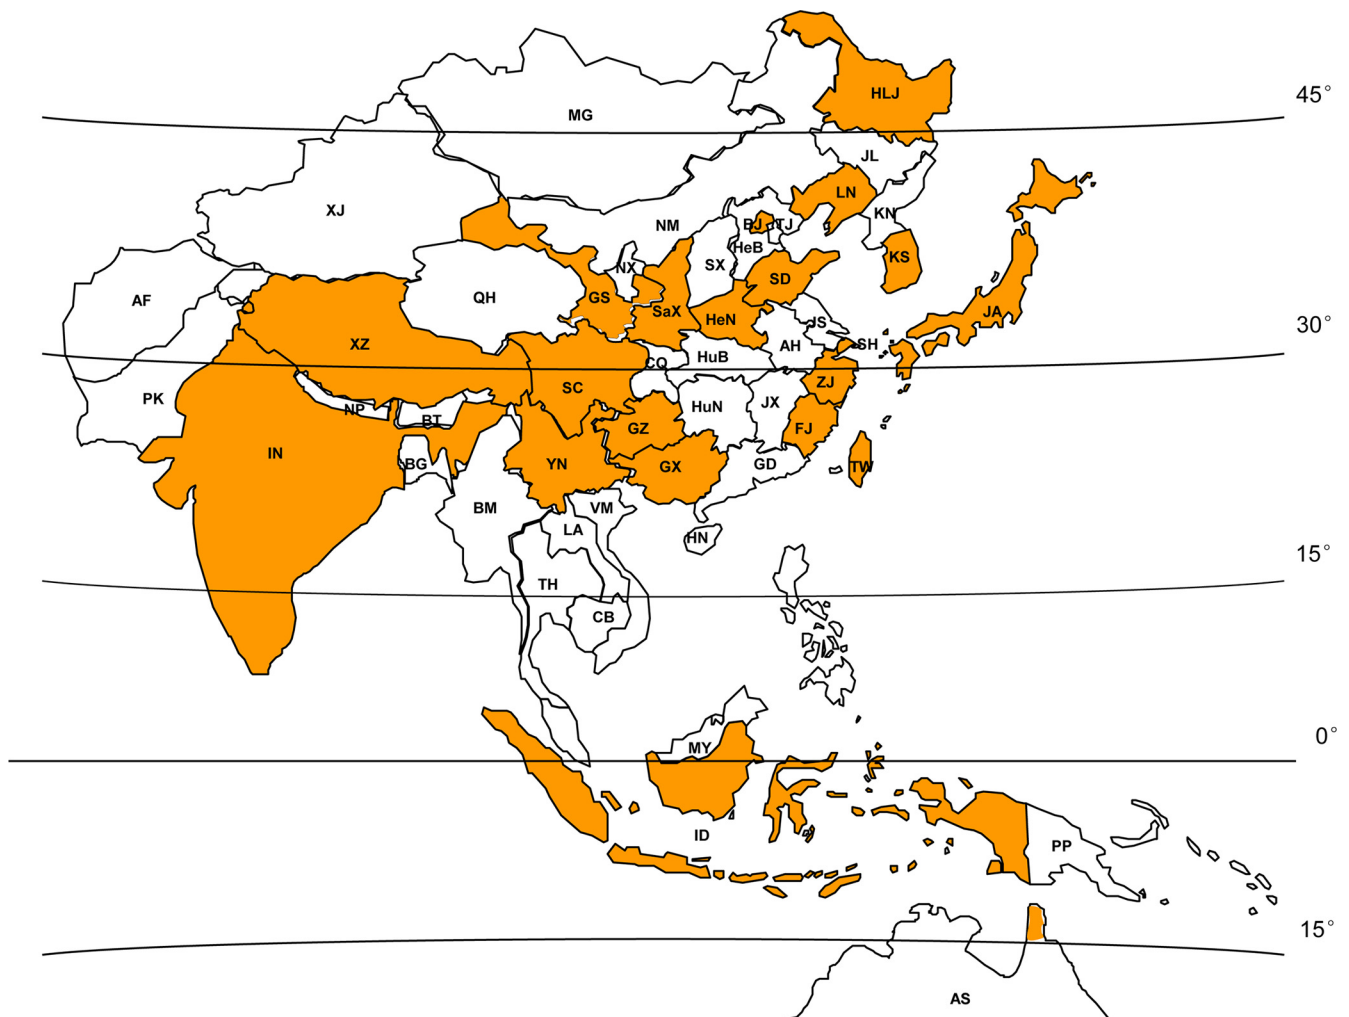 45°
HLJ
MG
JL
LN
XJ
KN
NM
BJ
TJ
HeB
KS
SX
NX
SD
AF
QH
GS
SaX
HeN
JS
JA
30°
XZ
AH
SH
CQ
HuB
SC
ZJ
PK
NP
BT
HuN
JX
GZ
FJ
IN
BG
YN
GX
GD
TW
BM
VM
LA
HN
15°
TH
CB
0°
MY
ID
PP
15°
AS